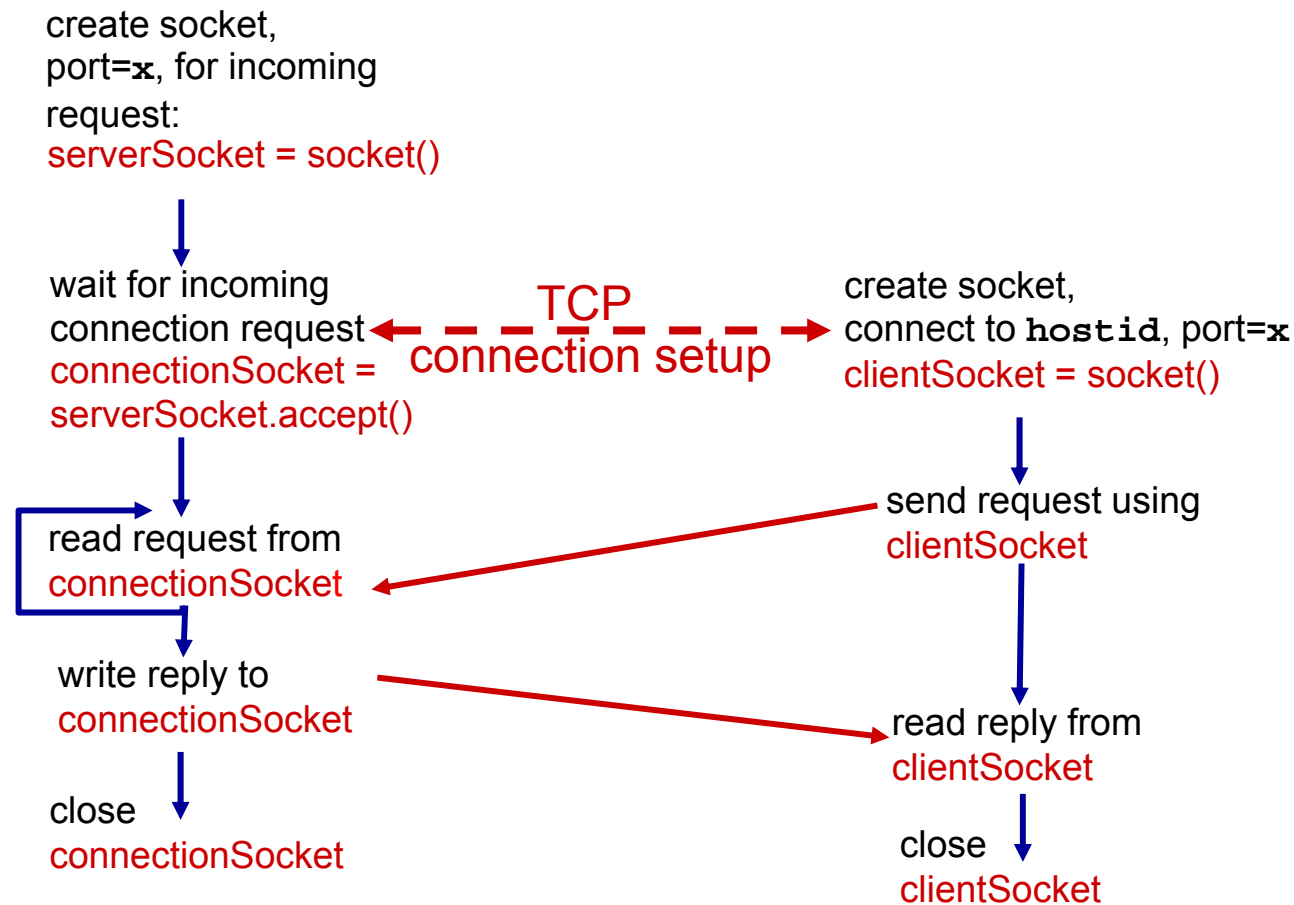 create socket,
port=x, for incoming
request:
serverSocket = socket()
wait for incoming
connection request
connectionSocket =
serverSocket.accept()
TCP
connection setup
create socket,
connect to hostid, port=x
clientSocket = socket()
read request from
connectionSocket
send request using
clientSocket
write reply to
connectionSocket
read reply from
clientSocket
close
connectionSocket
close
clientSocket